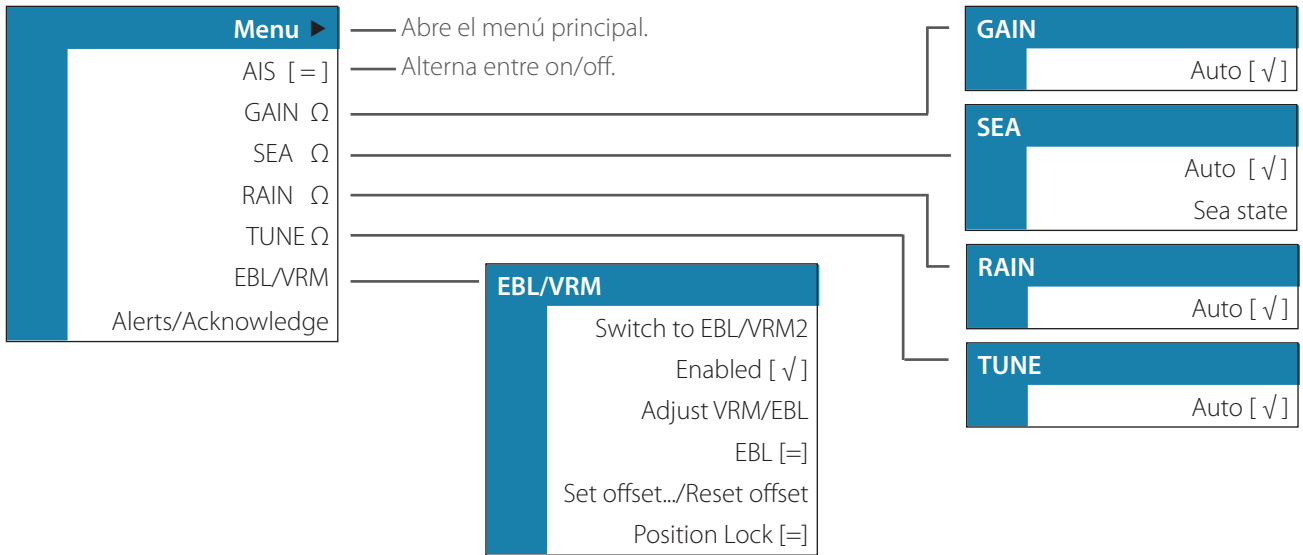 Menu ►
Abre el menú principal.
AIS [ = ]
Alterna entre on/off.
GAIN Ω
SEA Ω
RAIN Ω
TUNE Ω
EBL/VRM
Alerts/Acknowledge
EBL/VRM
Switch to EBL/VRM2
Enabled [ √ ]
Adjust VRM/EBL
EBL [=]
Set offset.../Reset offset
Position Lock [=]
GAIN
Auto [ √ ]
SEA
Auto [ √ ]
Sea state
RAIN
Auto [ √ ]
TUNE
Auto [ √ ]